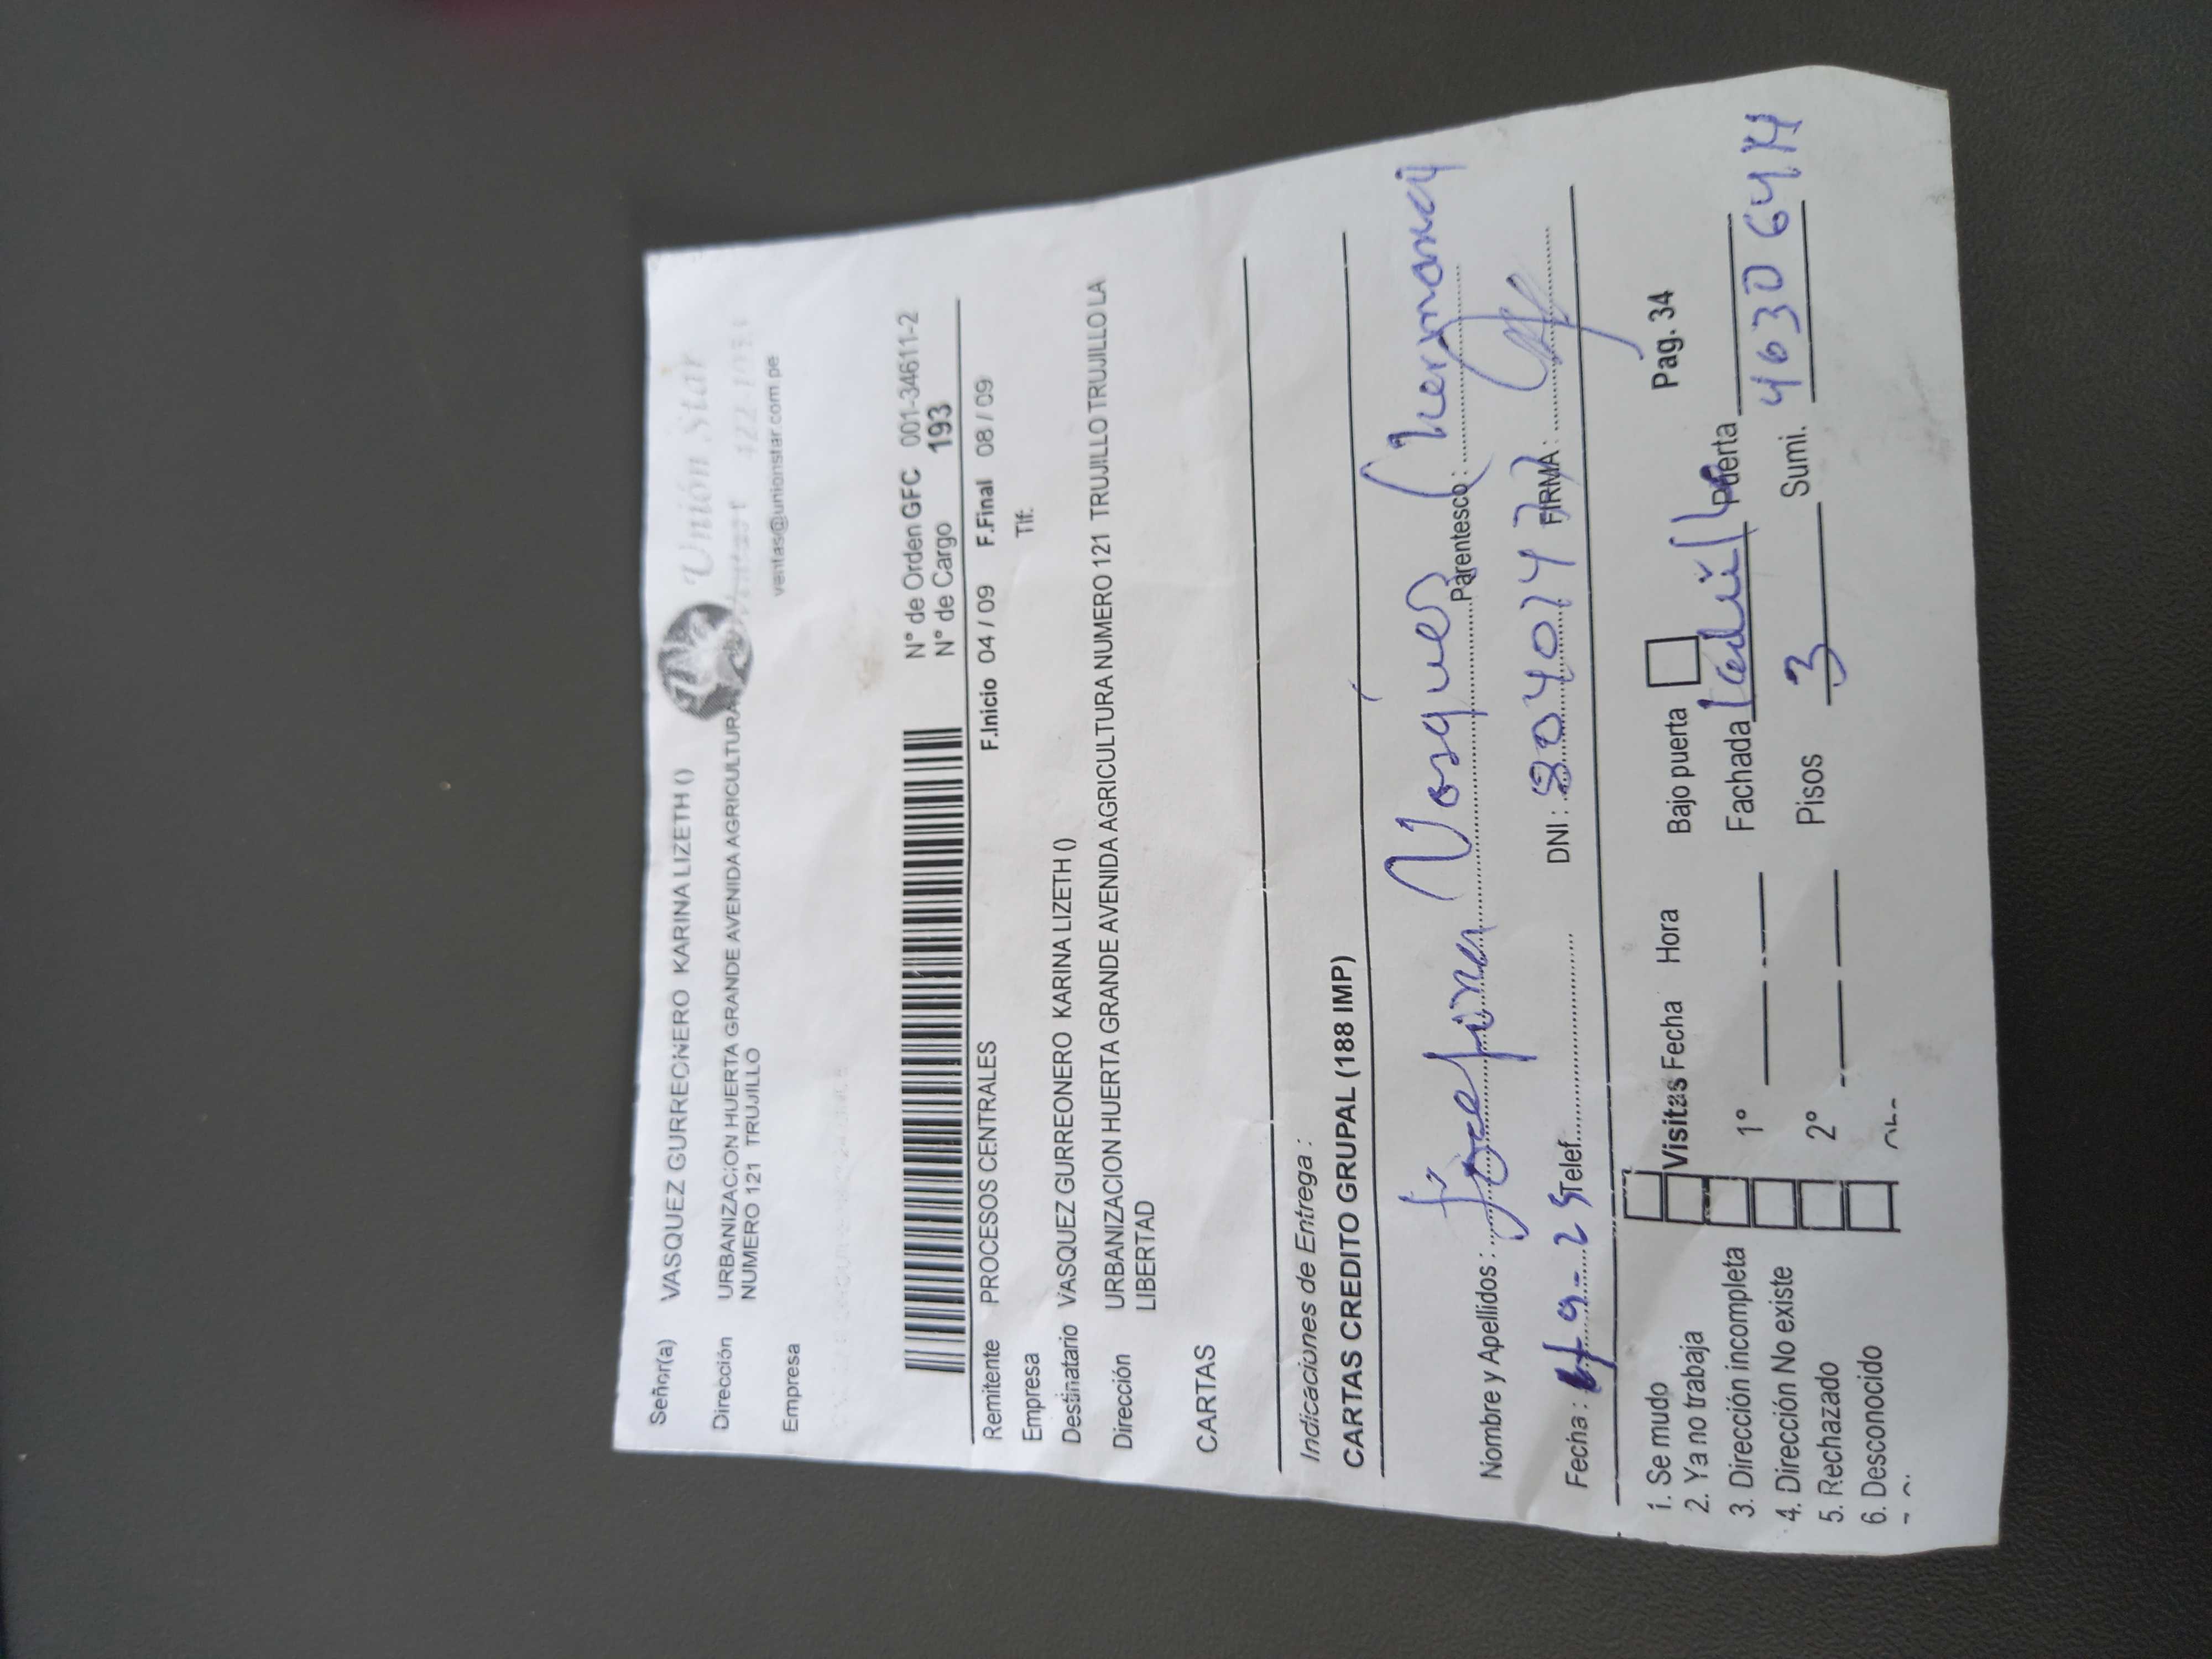 Señor(a) VASQUEZ GURREONERO KARINA LIZETH ()
Unión Star
Dirección URBANIZACION HUERTA GRANDE AVENIDA AGRICULTURA
NUMERO 121 TRUJILLO
ventas@unionstar.com.pe
Empresa
N° de Orden GFC 001-34611-2
N° de Cargo 193
Remitente PROCESOS CENTRALES F.Inicio 04 / 09 F.Final 08 / 09
Empresa Tlf.
Destinatario VASQUEZ GURREONERO KARINA LIZETH ()
Dirección URBANIZACION HUERTA GRANDE AVENIDA AGRICULTURA NUMERO 121 TRUJILLO TRUJILLO LA
LIBERTAD
CARTAS
Indicaciones de Entrega :
CARTAS CREDITO GRUPAL (188 IMP)
Nombre y Apellidos : Josefina Vasquez Parentesco : (hermana)
Fecha : 9-25 Telef. DNI : FIRMA :
1. Se mudo
2. Ya no trabaja Visitas Fecha Hora Bajo puerta Pag. 34
3. Dirección incompleta 1° Fachada Puerta
4. Dirección No existe
5. Rechazado 2° Pisos 3 Sumi.
6. Desconocido